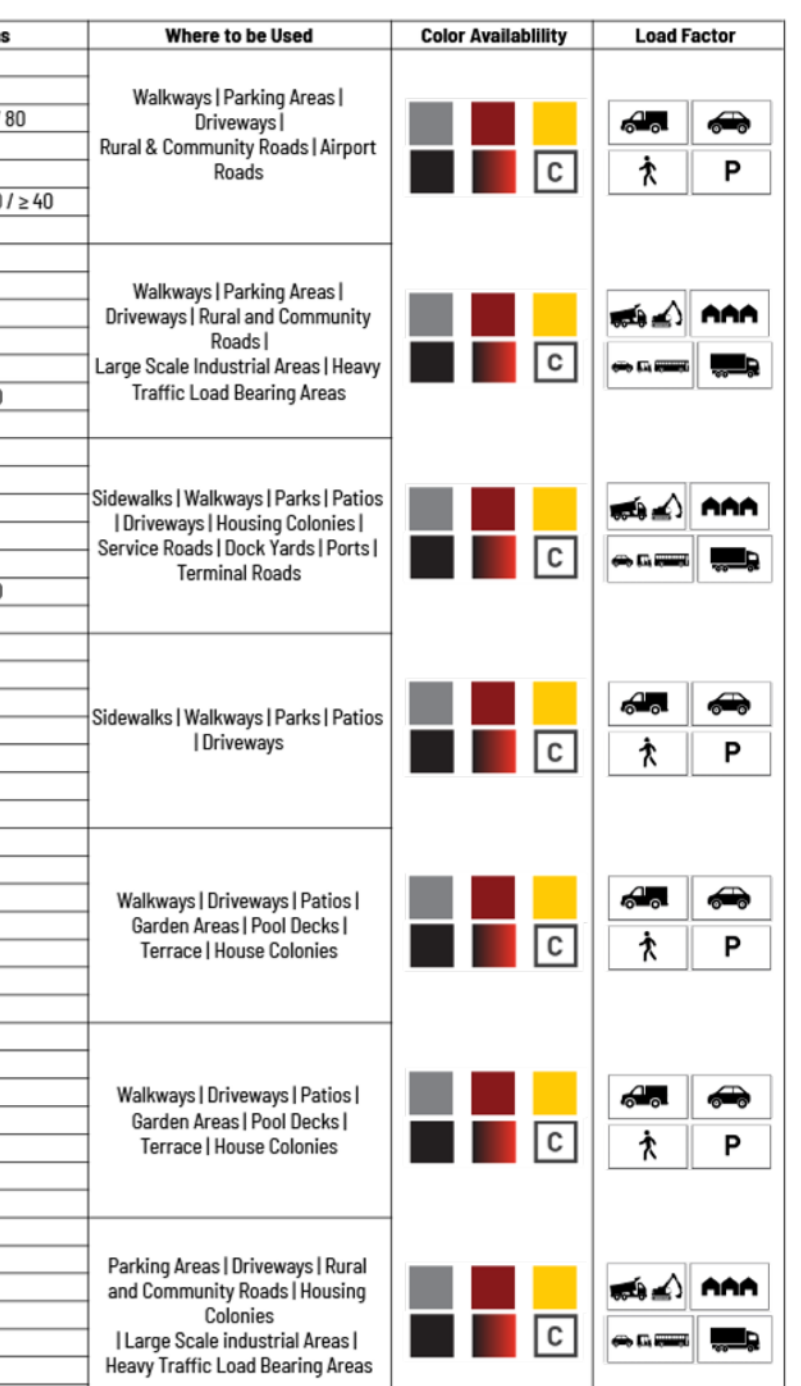 s
Where to be Used
Color Availablility
Load Factor
Walkways | Parking Areas |
Driveways |
Rural & Community Roads | Airport
Roads
80
/ ≥ 40
C
P
Walkways | Parking Areas |
Driveways | Rural and Community
Roads |
Large Scale Industrial Areas | Heavy
Traffic Load Bearing Areas
C
Sidewalks | Walkways | Parks | Patios
| Driveways | Housing Colonies |
Service Roads | Dock Yards | Ports |
Terminal Roads
C
Sidewalks | Walkways | Parks | Patios
| Driveways
C
P
Walkways | Driveways | Patios |
Garden Areas | Pool Decks |
Terrace | House Colonies
C
P
Walkways | Driveways | Patios |
Garden Areas | Pool Decks |
Terrace | House Colonies
C
P
Parking Areas | Driveways | Rural
and Community Roads | Housing
Colonies
| Large Scale industrial Areas |
Heavy Traffic Load Bearing Areas
C